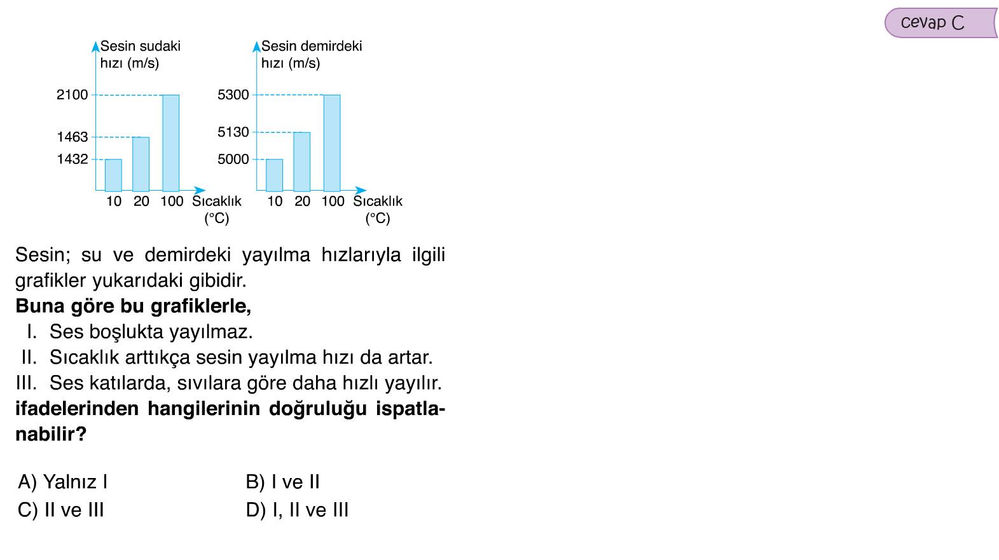 cevap C
Sesin sudaki
hızı (m/s)
2100
1463
1432
10 20 100 Sıcaklık
(°C)
Sesin demirdeki
hızı (m/s)
5300
5130
5000
10 20 100 Sıcaklık
(°C)
Sesin; su ve demirdeki yayılma hızlarıyla ilgili
grafikler yukarıdaki gibidir.
Buna göre bu grafiklerle,
I. Ses boşlukta yayılmaz.
II. Sıcaklık arttıkça sesin yayılma hızı da artar.
III. Ses katılarda, sıvılara göre daha hızlı yayılır.
ifadelerinden hangilerinin doğruluğu ispatla-
nabilir?
A) Yalnız I B) I ve II
C) II ve III D) I, II ve III